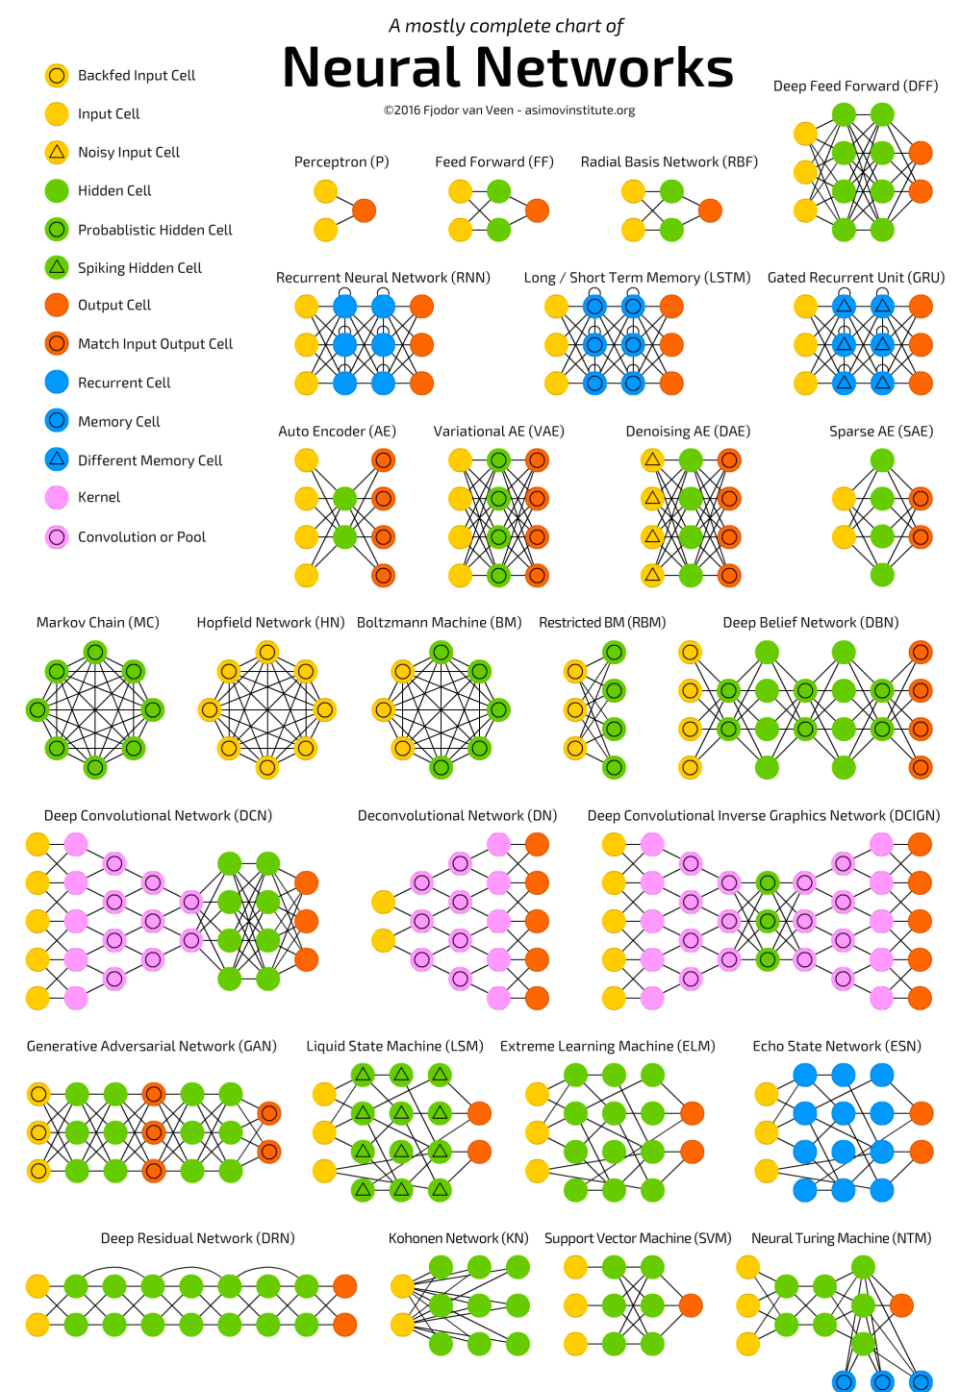 A mostly complete chart of
Neural Networks
©2016 Fjodor van Veen - asimovinstitute.org
Backfed Input Cell
Input Cell
Noisy Input Cell
Hidden Cell
Probablistic Hidden Cell
Spiking Hidden Cell
Output Cell
Match Input Output Cell
Recurrent Cell
Memory Cell
Different Memory Cell
Kernel
Convolution or Pool
Deep Feed Forward (DFF)
Perceptron (P)
Feed Forward (FF)
Radial Basis Network (RBF)
Recurrent Neural Network (RNN)
Long / Short Term Memory (LSTM)
Gated Recurrent Unit (GRU)
Auto Encoder (AE)
Variational AE (VAE)
Denoising AE (DAE)
Sparse AE (SAE)
Markov Chain (MC)
Hopfield Network (HN)
Boltzmann Machine (BM)
Restricted BM (RBM)
Deep Belief Network (DBN)
Deep Convolutional Network (DCN)
Deconvolutional Network (DN)
Deep Convolutional Inverse Graphics Network (DCIGN)
Generative Adversarial Network (GAN)
Liquid State Machine (LSM)
Extreme Learning Machine (ELM)
Echo State Network (ESN)
Deep Residual Network (DRN)
Kohonen Network (KN)
Support Vector Machine (SVM)
Neural Turing Machine (NTM)